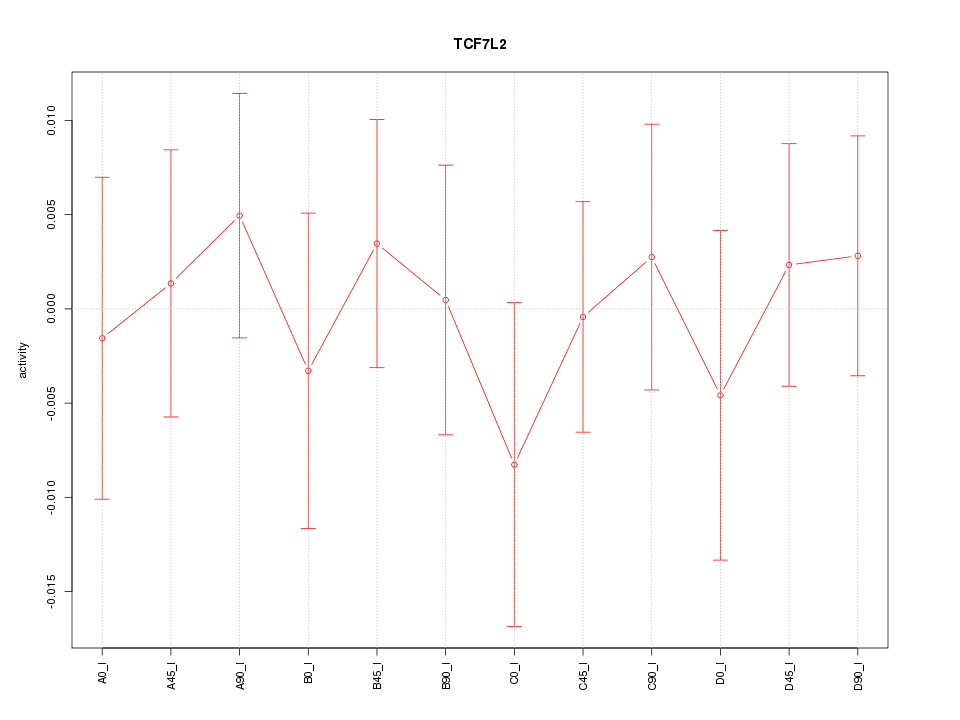 TCF7L2
activity
0.010
0.005
0.000
-0.005
-0.010
-0.015
A0_I
A45_I
A90_I
B0_I
B45_I
B90_I
C0_I
C45_I
C90_I
D0_I
D45_I
D90_I